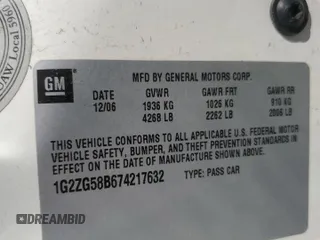 GM
MFD BY GENERAL MOTORS CORP.
DATE GVWR GAWR FRT GAWR RR
12/06 1936 KG 1026 KG 910 KG
4268 LB 2262 LB 2006 LB
THIS VEHICLE CONFORMS TO ALL APPLICABLE U.S. FEDERAL MOTOR
VEHICLE SAFETY, BUMPER, AND THEFT PREVENTION STANDARDS IN
EFFECT ON THE DATE OF MANUFACTURE SHOWN ABOVE.
1G2ZG58B674217632 TYPE: PASS CAR
DREAMBID